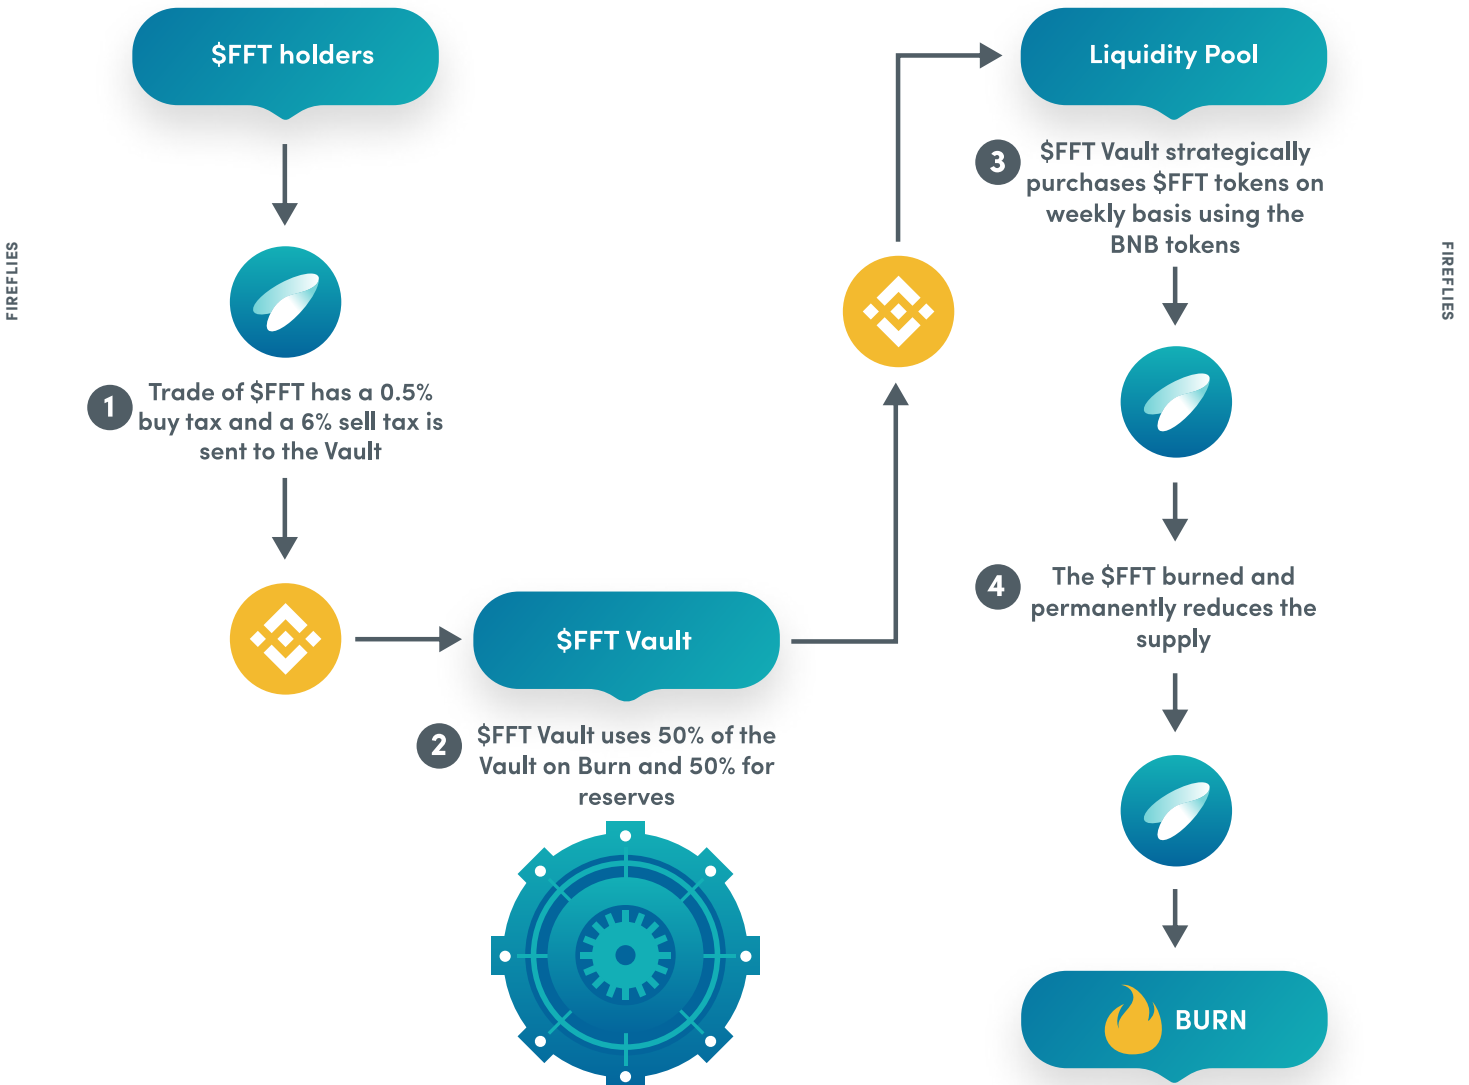 $FFT holders
FIREFLIES
1
Trade of $FFT has a 0.5%
buy tax and a 6% sell tax is
sent to the Vault
$FFT Vault
2
$FFT Vault uses 50% of the
Vault on Burn and 50% for
reserves
Liquidity Pool
3
$FFT Vault strategically
purchases $FFT tokens on
weekly basis using the
BNB tokens
FIREFLIES
4
The $FFT burned and
permanently reduces the
supply
BURN